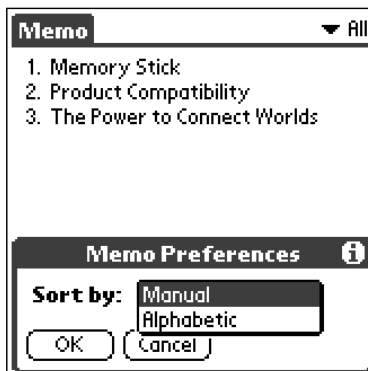 Memo All
1. Memory Stick
2. Product Compatibility
3. The Power to Connect Worlds
Memo Preferences
Sort by: Manual
Alphabetic
OK Cancel